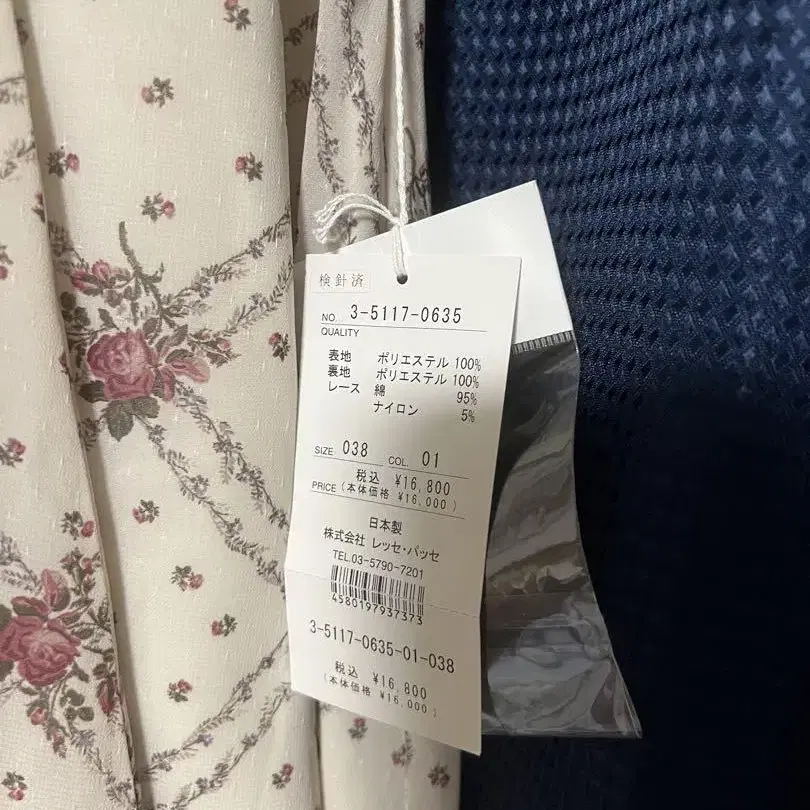 検針済
NO. 3-5117-0635
QUALITY
表地 ポリエステル 100%
裏地 ポリエステル 100%
レース 綿 95%
ナイロン 5%
SIZE 038 COL. 01
税込 ¥16,800
PRICE (本体価格 ¥16,000 )
日本製
株式会社 レッセ・パッセ
TEL.03-5790-7201
4580197937373
3-5117-0635-01-038
税込 ¥16,800
(本体価格 ¥16,000 )